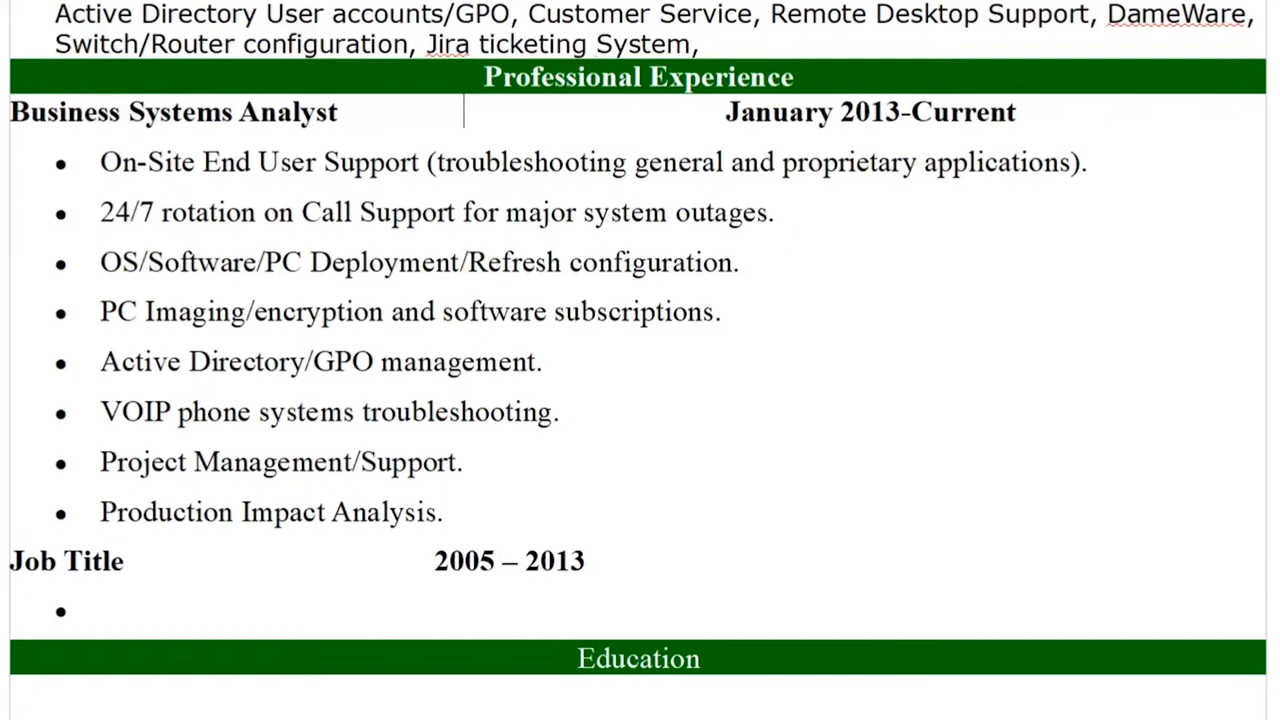 Active Directory User accounts/GPO, Customer Service, Remote Desktop Support, DameWare,
Switch/Router configuration, Jira ticketing System,
Professional Experience
Business Systems Analyst January 2013-Current
• On-Site End User Support (troubleshooting general and proprietary applications).
• 24/7 rotation on Call Support for major system outages.
• OS/Software/PC Deployment/Refresh configuration.
• PC Imaging/encryption and software subscriptions.
• Active Directory/GPO management.
• VOIP phone systems troubleshooting.
• Project Management/Support.
• Production Impact Analysis.
Job Title 2005 – 2013
•
Education